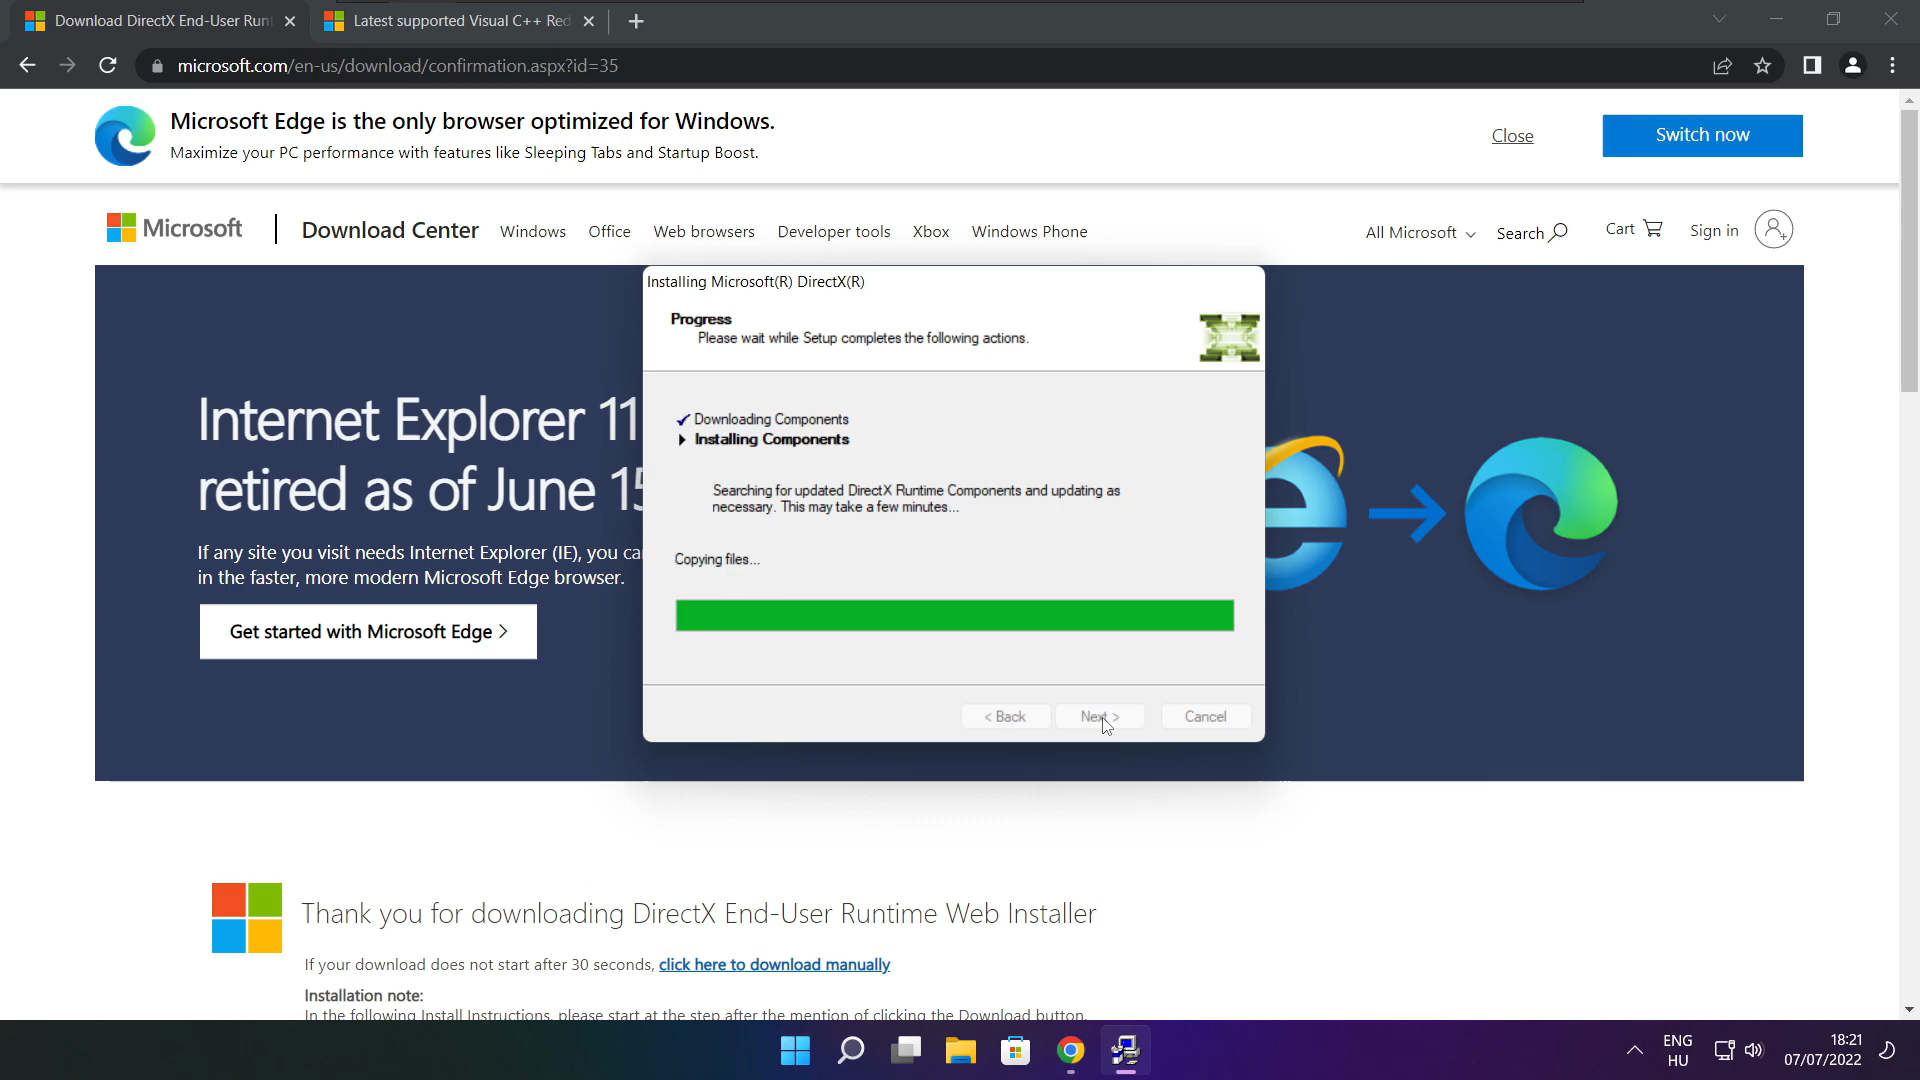 Download DirectX End-User Runt
Latest supported Visual C++ Red
microsoft.com/en-us/download/confirmation.aspx?id=35
Microsoft Edge is the only browser optimized for Windows.
Maximize your PC performance with features like Sleeping Tabs and Startup Boost.
Close
Switch now
Microsoft
Download Center
Windows
Office
Web browsers
Developer tools
Xbox
Windows Phone
All Microsoft
Search
Cart
Sign in
Installing Microsoft(R) DirectX(R)
Progress
Please wait while Setup completes the following actions.
Downloading Components
Installing Components
Searching for updated DirectX Runtime Components and updating as
necessary. This may take a few minutes...
Copying files...
< Back
Next >
Cancel
Internet Explorer 11
retired as of June 15
If any site you visit needs Internet Explorer (IE), you ca
in the faster, more modern Microsoft Edge browser.
Get started with Microsoft Edge >
Thank you for downloading DirectX End-User Runtime Web Installer
If your download does not start after 30 seconds, click here to download manually
Installation note:
In the following Install Instructions, please start at the step after the mention of clicking the Download button.
ENG
HU
18:21
07/07/2022